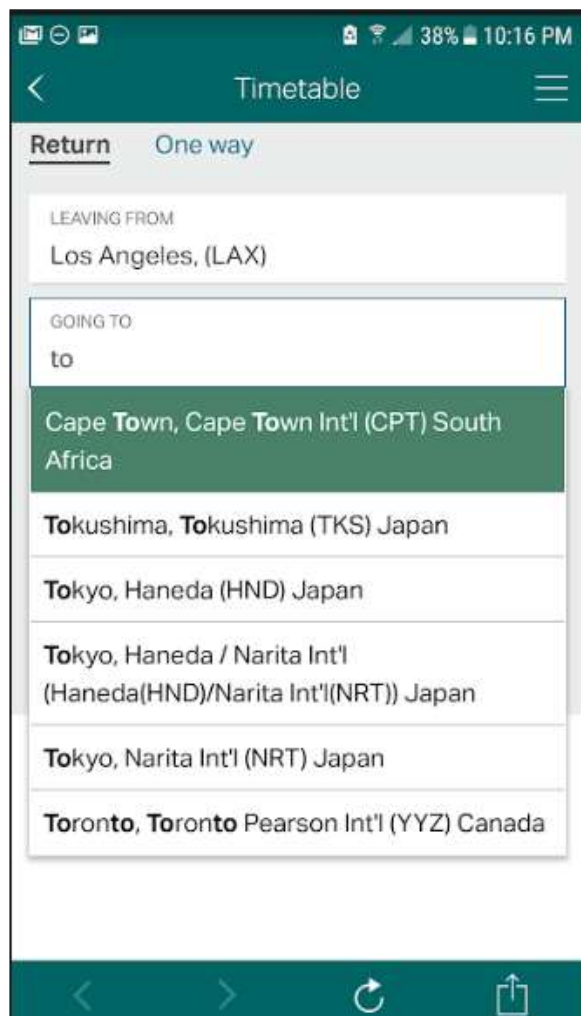 38% 10:16 PM
Timetable
Return One way
LEAVING FROM
Los Angeles, (LAX)
GOING TO
to
Cape Town, Cape Town Int'l (CPT) South
Africa
Tokushima, Tokushima (TKS) Japan
Tokyo, Haneda (HND) Japan
Tokyo, Haneda / Narita Int'l
(Haneda(HND)/Narita Int'l(NRT)) Japan
Tokyo, Narita Int'l (NRT) Japan
Toronto, Toronto Pearson Int'l (YYZ) Canada